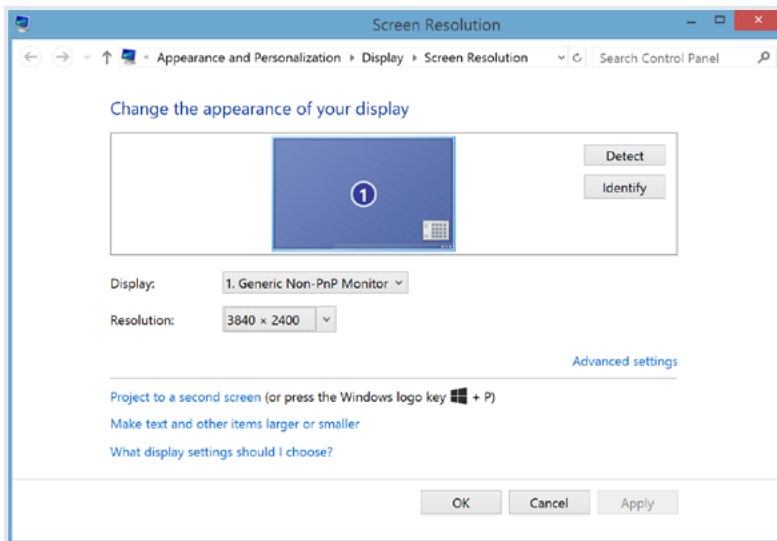 Screen Resolution
Appearance and Personalization ▸ Display ▸ Screen Resolution Search Control Panel
Change the appearance of your display
1
Detect
Identify
Display: 1. Generic Non-PnP Monitor
Resolution: 3840 × 2400
Advanced settings
Project to a second screen (or press the Windows logo key + P)
Make text and other items larger or smaller
What display settings should I choose?
OK Cancel Apply